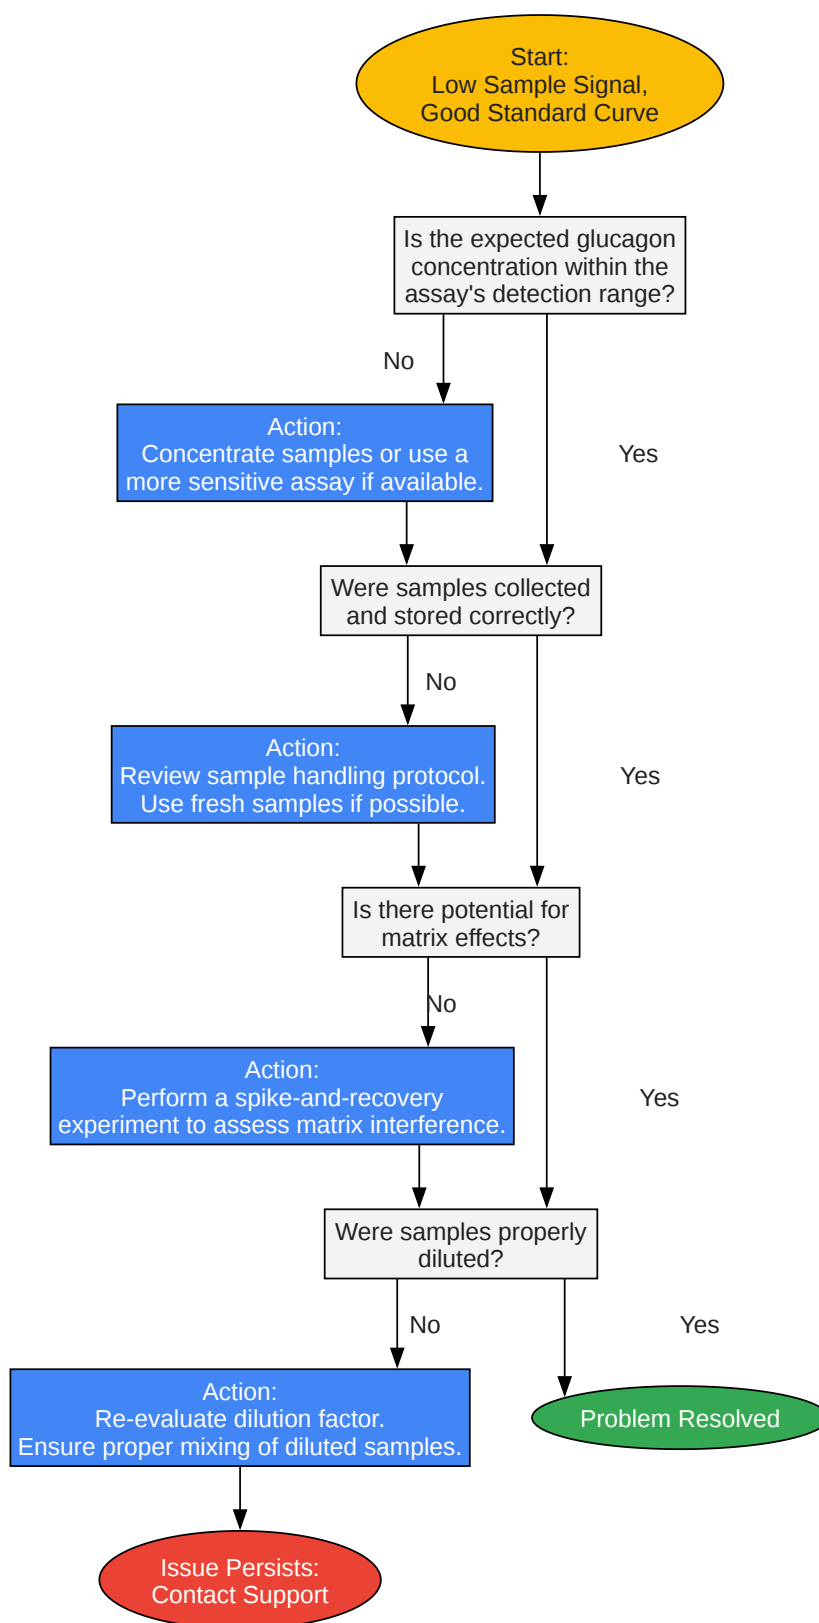 Start:
Low Sample Signal,
Good Standard Curve
Is the expected glucagon
concentration within the
assay's detection range?
No
Action:
Concentrate samples or use a
more sensitive assay if available.
Yes
Were samples collected
and stored correctly?
No
Action:
Review sample handling protocol.
Use fresh samples if possible.
Yes
Is there potential for
matrix effects?
No
Action:
Perform a spike-and-recovery
experiment to assess matrix interference.
Yes
Were samples properly
diluted?
No
Yes
Action:
Re-evaluate dilution factor.
Ensure proper mixing of diluted samples.
Problem Resolved
Issue Persists:
Contact Support